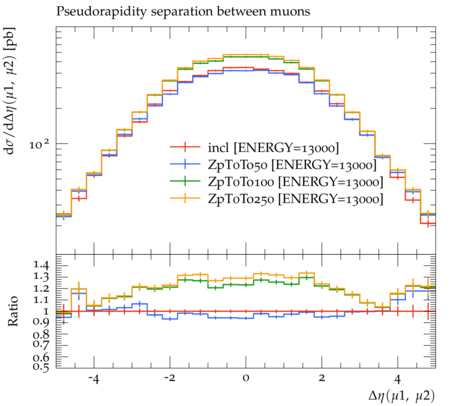 Pseudorapidity separation between muons
dσ/dΔη(μ1, μ2) [pb]
10²
incl [ENERGY=13000]
ZpToTo50 [ENERGY=13000]
ZpToTo100 [ENERGY=13000]
ZpToTo250 [ENERGY=13000]
Ratio
1.4
1.3
1.2
1.1
1
0.9
0.8
0.7
0.6
0.5
-4 -2 0 2 4
Δη(μ1, μ2)